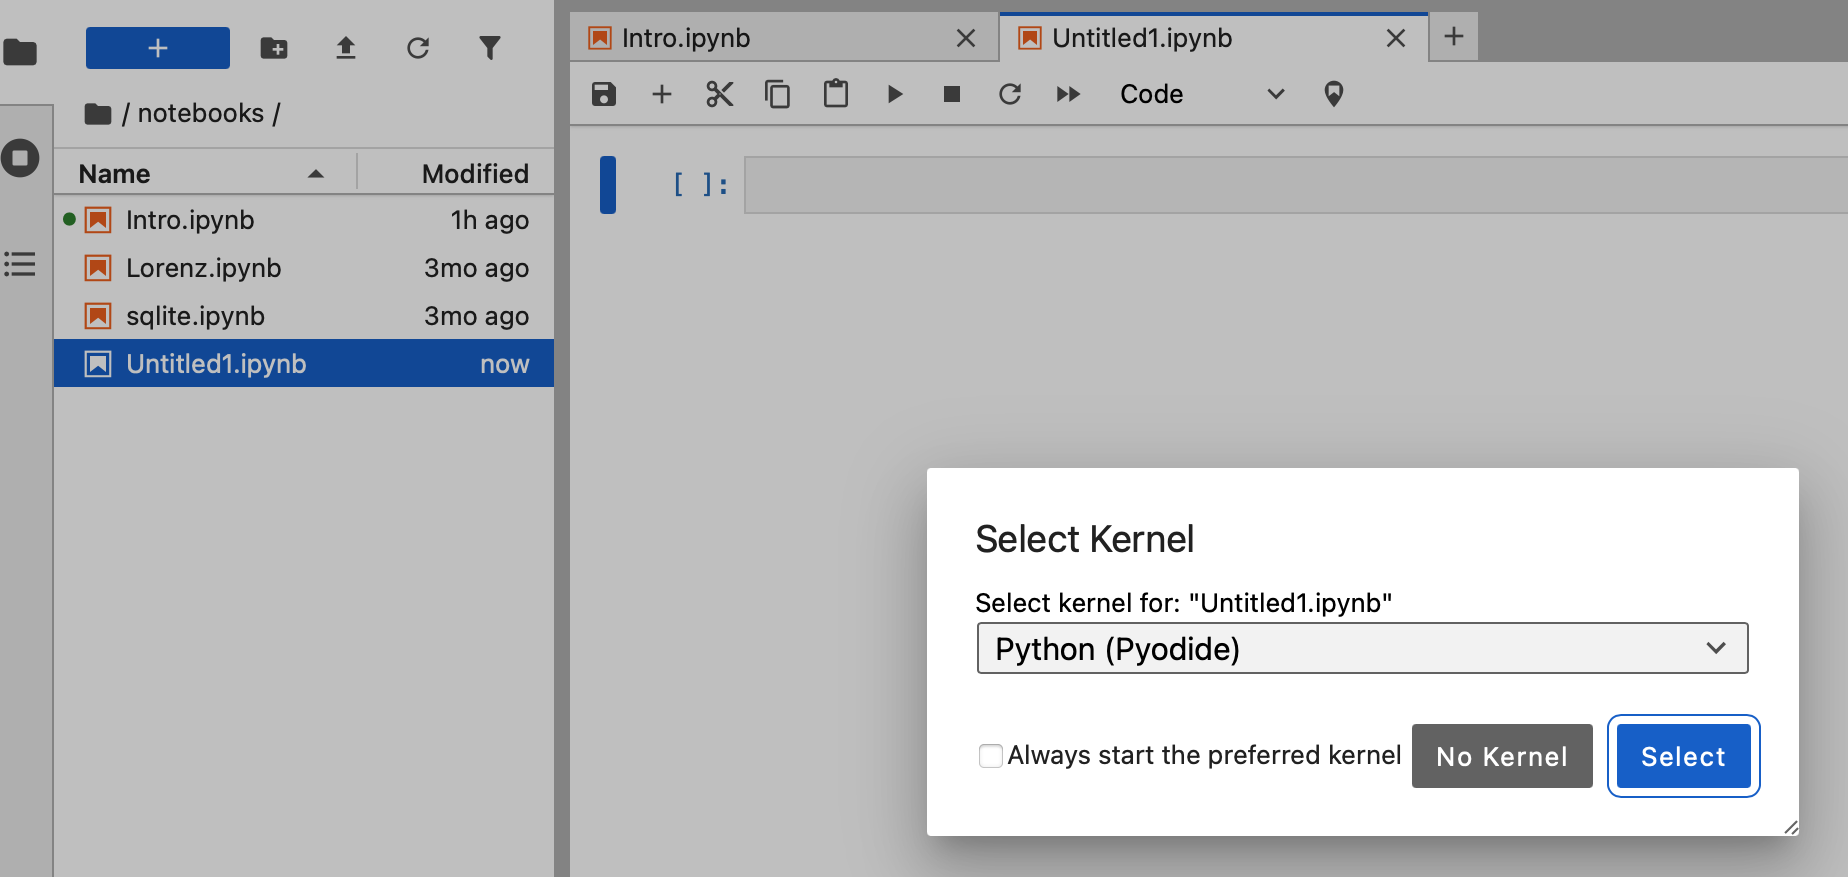 / notebooks /
Name Modified
Intro.ipynb 1h ago
Lorenz.ipynb 3mo ago
sqlite.ipynb 3mo ago
Untitled1.ipynb now
Intro.ipynb Untitled1.ipynb
Code
[ ]:
Select Kernel
Select kernel for: "Untitled1.ipynb"
Python (Pyodide)
Always start the preferred kernel No Kernel Select